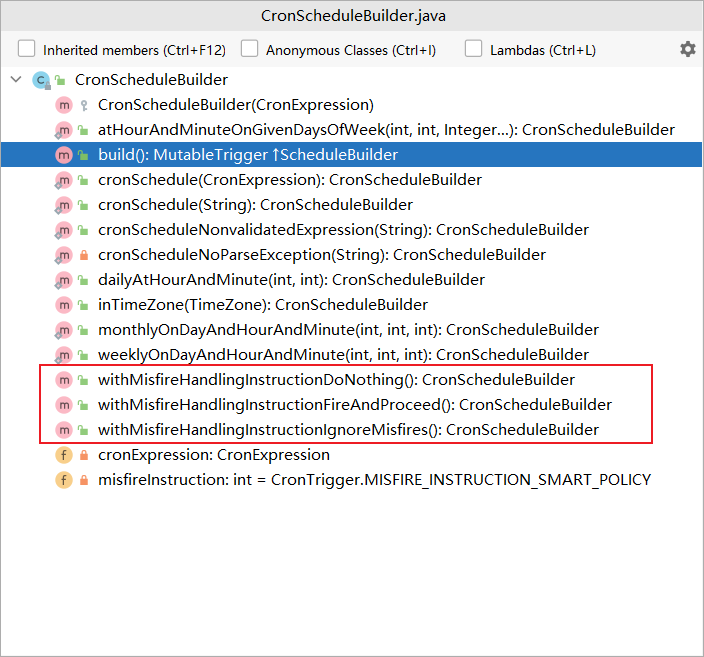 CronScheduleBuilder.java
Inherited members (Ctrl+F12) Anonymous Classes (Ctrl+I) Lambdas (Ctrl+L)
CronScheduleBuilder
CronScheduleBuilder(CronExpression)
atHourAndMinuteOnGivenDaysOfWeek(int, int, Integer...): CronScheduleBuilder
build(): MutableTrigger ↑ScheduleBuilder
cronSchedule(CronExpression): CronScheduleBuilder
cronSchedule(String): CronScheduleBuilder
cronScheduleNonvalidatedExpression(String): CronScheduleBuilder
cronScheduleNoParseException(String): CronScheduleBuilder
dailyAtHourAndMinute(int, int): CronScheduleBuilder
inTimeZone(TimeZone): CronScheduleBuilder
monthlyOnDayAndHourAndMinute(int, int, int): CronScheduleBuilder
weeklyOnDayAndHourAndMinute(int, int, int): CronScheduleBuilder
withMisfireHandlingInstructionDoNothing(): CronScheduleBuilder
withMisfireHandlingInstructionFireAndProceed(): CronScheduleBuilder
withMisfireHandlingInstructionIgnoreMisfires(): CronScheduleBuilder
cronExpression: CronExpression
misfireInstruction: int = CronTrigger.MISFIRE_INSTRUCTION_SMART_POLICY